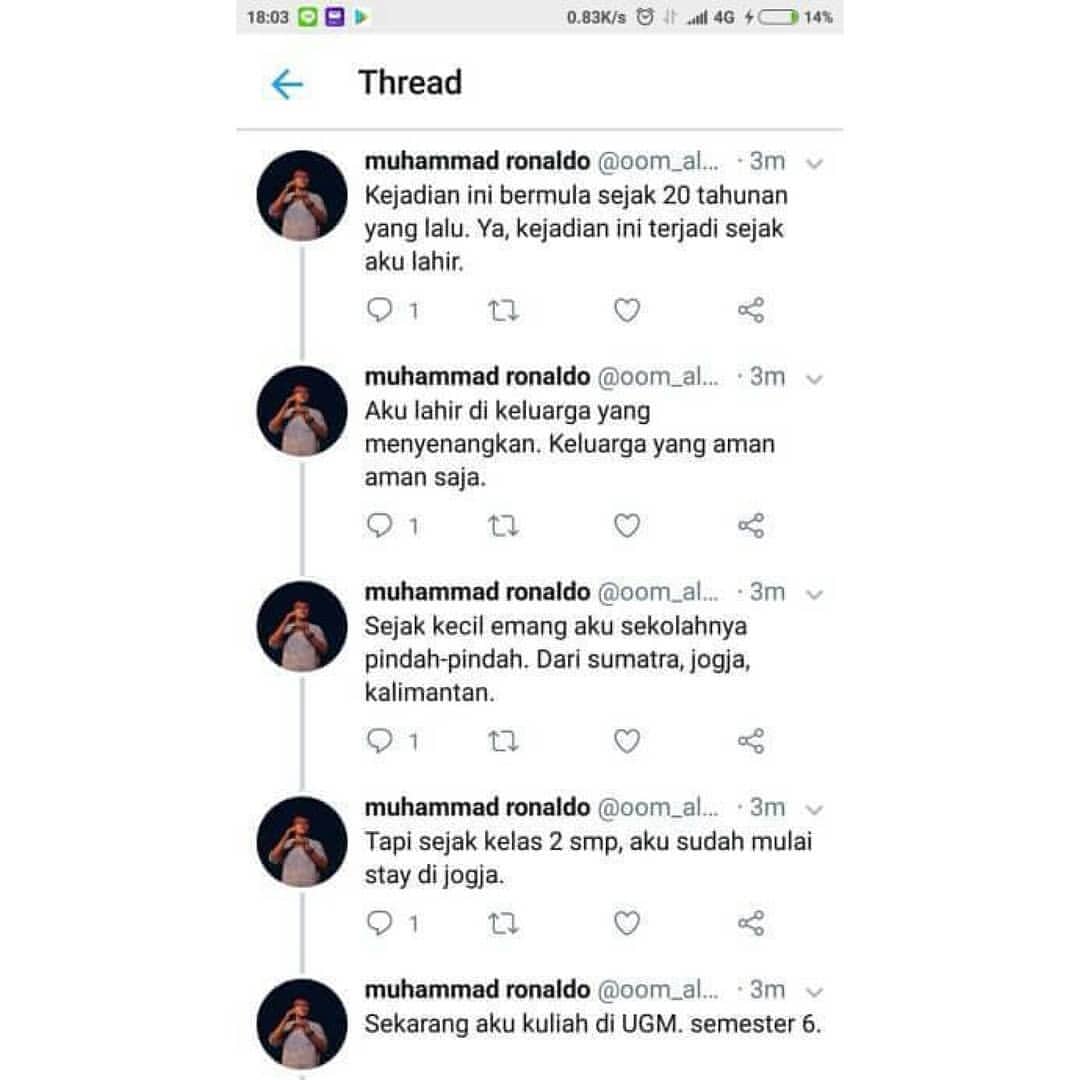 18:03 0.83K/s 4G 14%
Thread
muhammad ronaldo @oom_al... · 3m
Kejadian ini bermula sejak 20 tahunan
yang lalu. Ya, kejadian ini terjadi sejak
aku lahir.
1
muhammad ronaldo @oom_al... · 3m
Aku lahir di keluarga yang
menyenangkan. Keluarga yang aman
aman saja.
1
muhammad ronaldo @oom_al... · 3m
Sejak kecil emang aku sekolahnya
pindah-pindah. Dari sumatra, jogja,
kalimantan.
1
muhammad ronaldo @oom_al... · 3m
Tapi sejak kelas 2 smp, aku sudah mulai
stay di jogja.
1
muhammad ronaldo @oom_al... · 3m
Sekarang aku kuliah di UGM. semester 6.